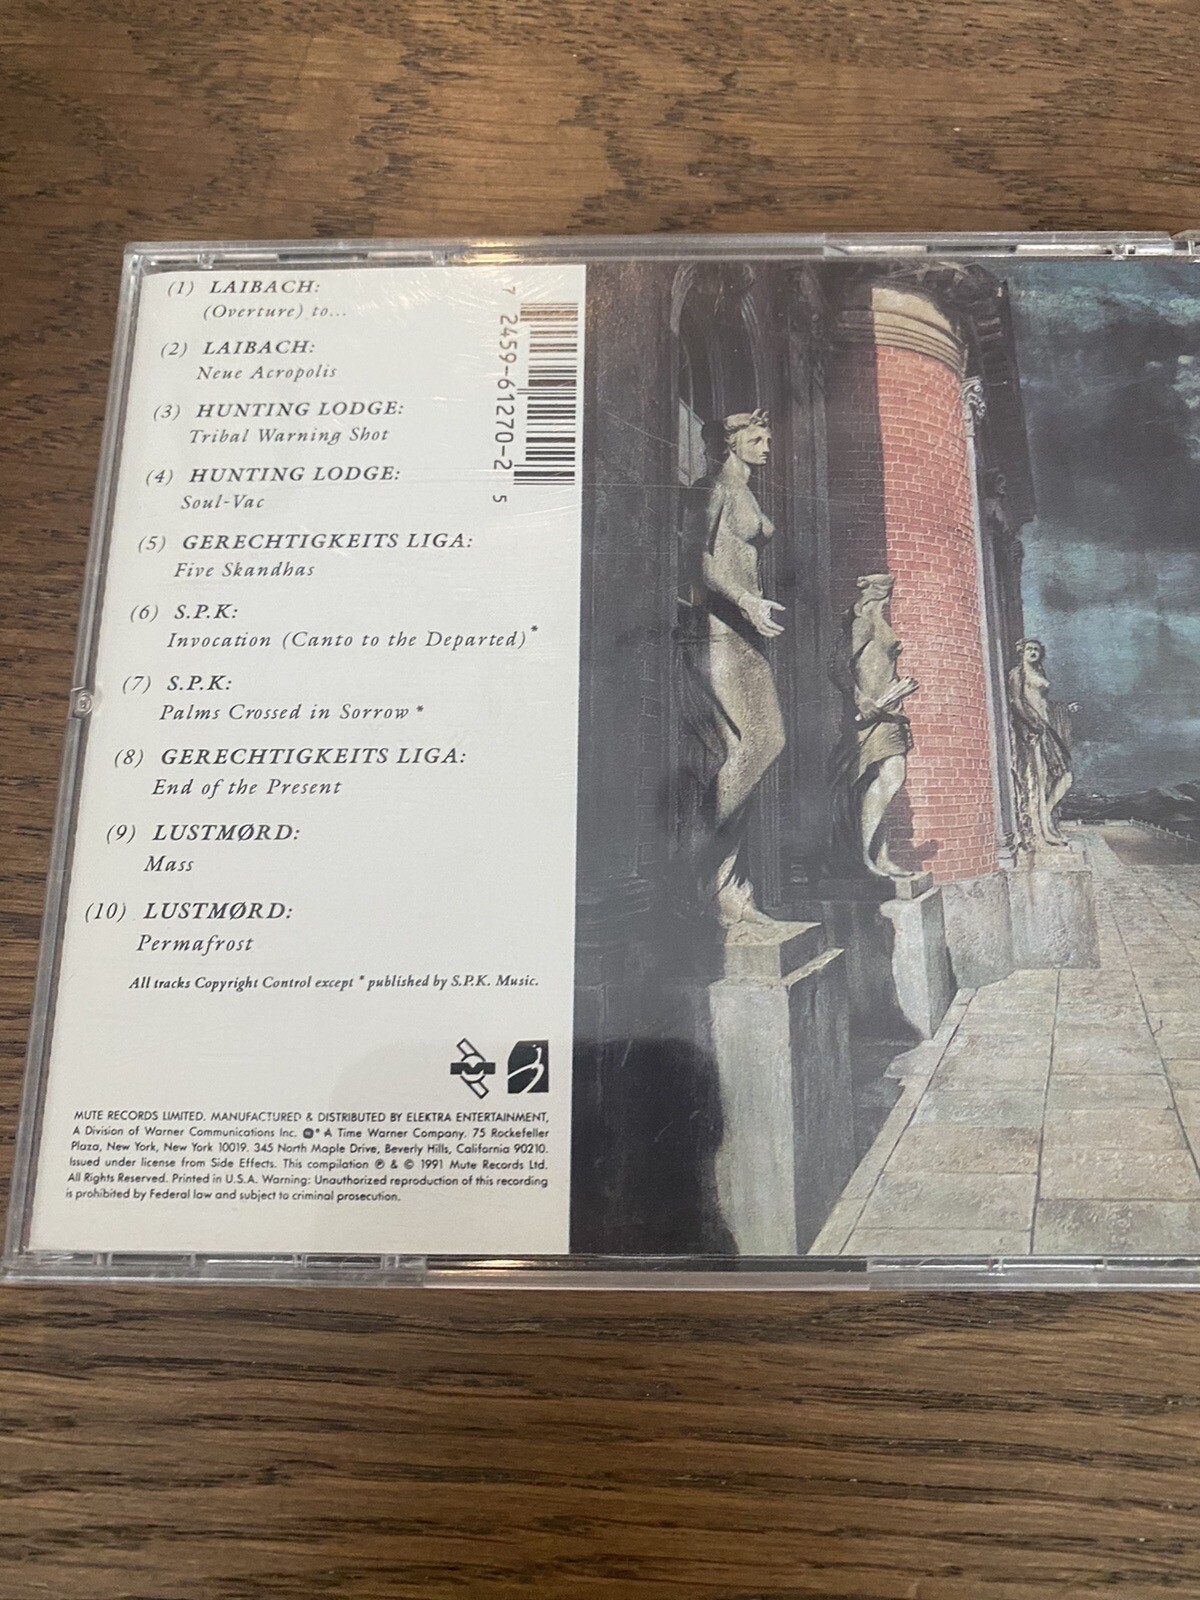 (1) LAIBACH:
(Overture) to...
(2) LAIBACH:
Neue Acropolis
(3) HUNTING LODGE:
Tribal Warning Shot
(4) HUNTING LODGE:
Soul-Vac
(5) GERECHTIGKEITS LIGA:
Five Skandhas
(6) S.P.K:
Invocation (Canto to the Departed)*
(7) S.P.K:
Palms Crossed in Sorrow*
(8) GERECHTIGKEITS LIGA:
End of the Present
(9) LUSTMØRD:
Mass
(10) LUSTMØRD:
Permafrost
All tracks Copyright Control except * published by S.P.K. Music.
7 2459-61270-2 5
MUTE RECORDS LIMITED. MANUFACTURED & DISTRIBUTED BY ELEKTRA ENTERTAINMENT,
A Division of Warner Communications Inc. * A Time Warner Company. 75 Rockefeller
Plaza, New York, New York 10019. 345 North Maple Drive, Beverly Hills, California 90210.
Issued under license from Side Effects. This compilation ℗ & © 1991 Mute Records Ltd.
All Rights Reserved. Printed in U.S.A. Warning: Unauthorized reproduction of this recording
is prohibited by Federal law and subject to criminal prosecution.